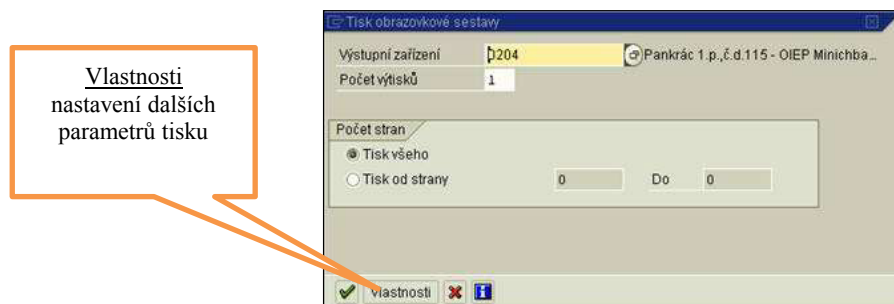 Tisk obrazovkové sestavy
Výstupní zařízení D204 Pankrác 1.p.,č.d.115 - OIEP Minichba...
Počet výtisků 1
Vlastnosti
nastavení dalších
parametrů tisku
Počet stran
Tisk všeho
Tisk od strany 0 Do 0
Vlastnosti